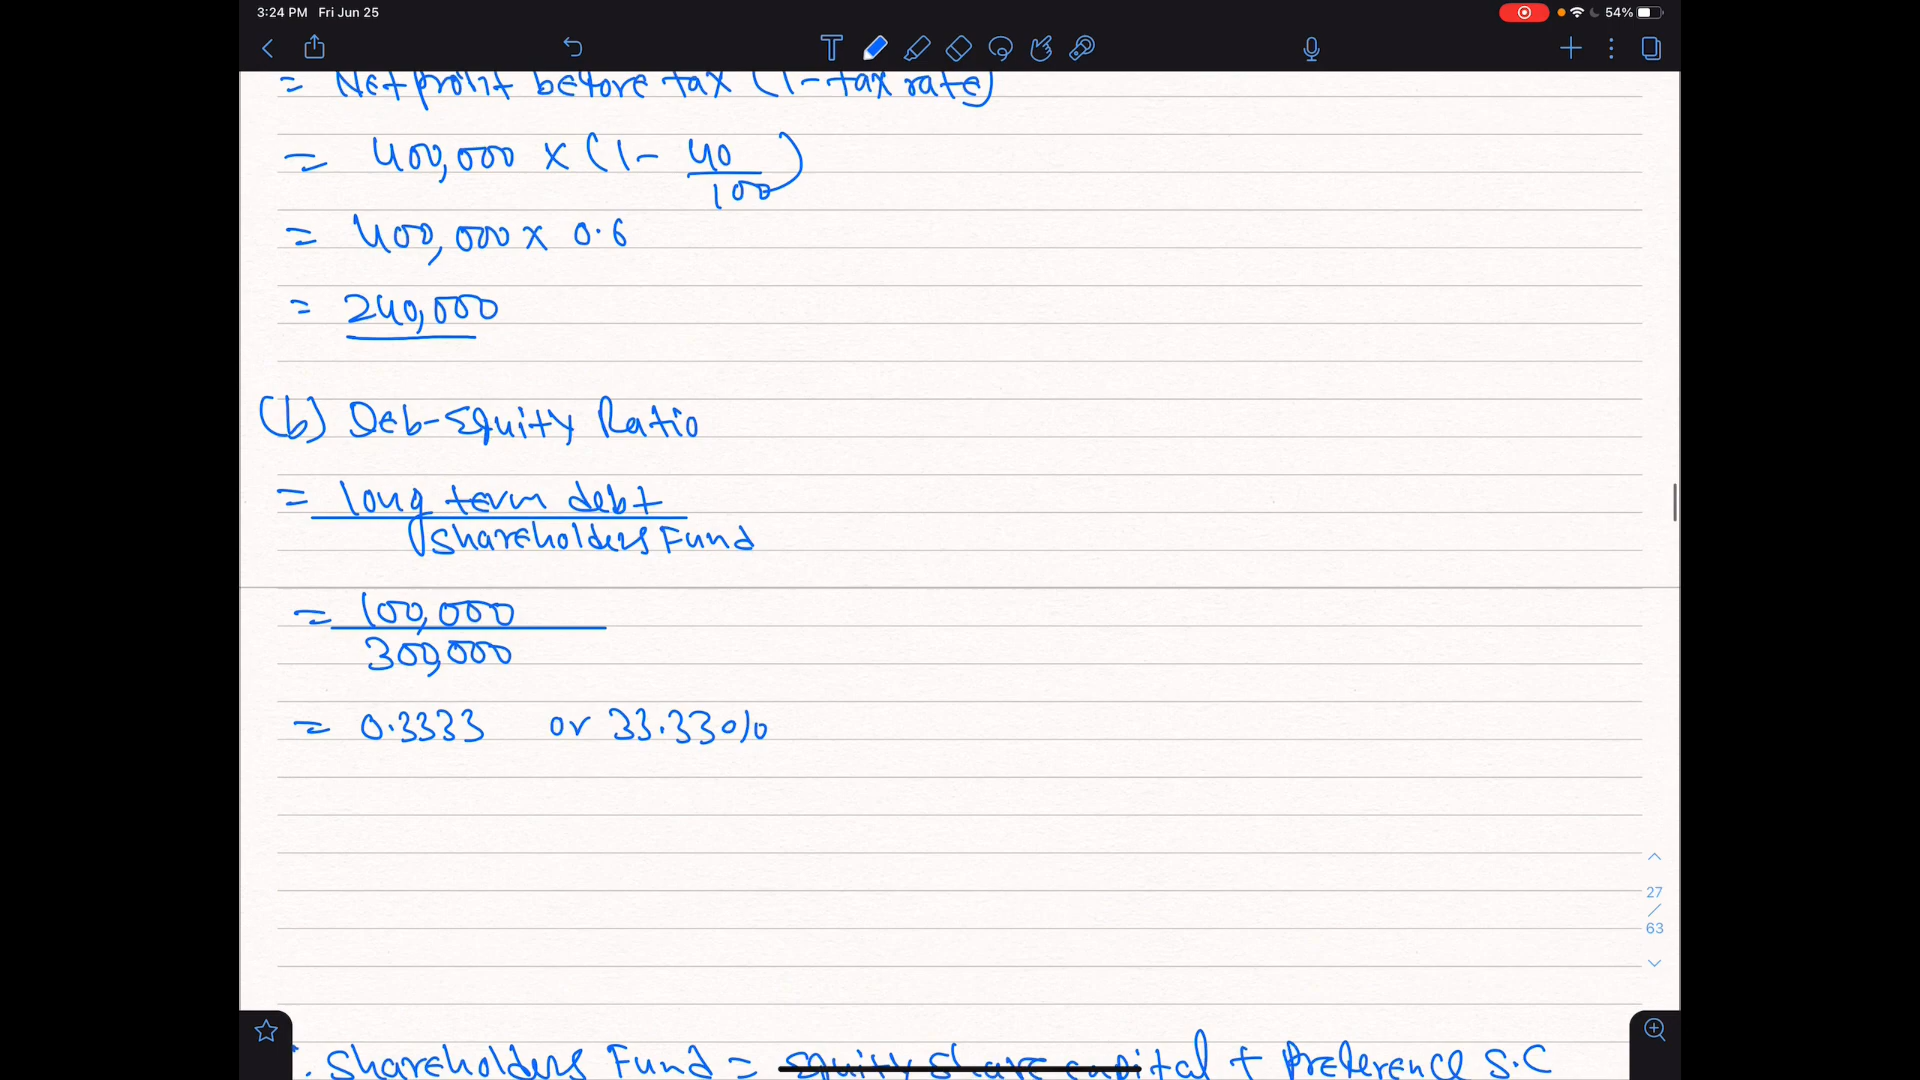 3:24 PM Fri Jun 25
54%
= Net profit before tax (1 - tax rate)
= 400,000 x (1 - 40/100)
= 400,000 x 0.6
= 240,000
(b) Deb-Equity Ratio
= long term debt
Shareholders Fund
= 100,000
300,000
= 0.3333 or 33.33%
27
/
63
: Shareholders Fund = equity share capital + Preference S.C